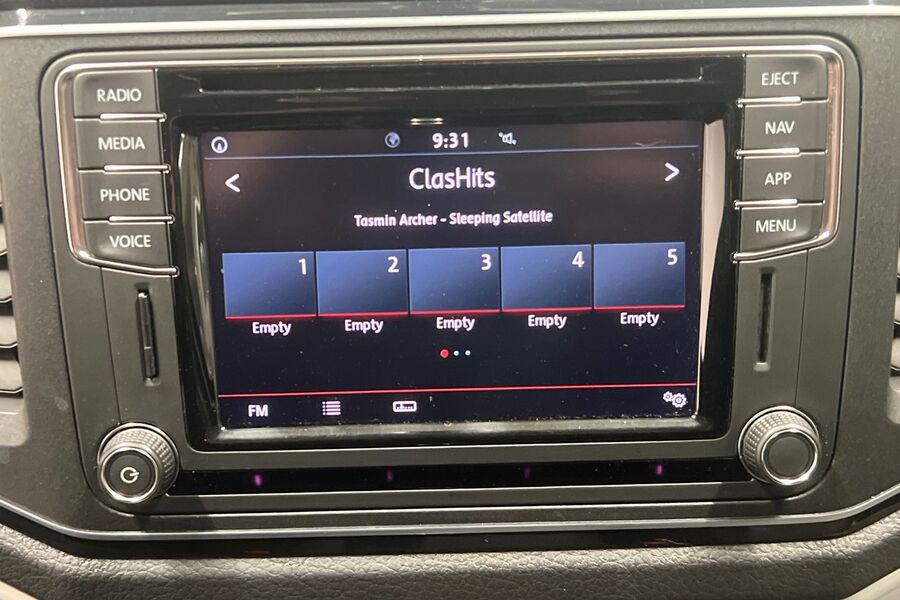 RADIO
MEDIA
PHONE
VOICE
EJECT
NAV
APP
MENU
9:31
< ClasHits >
Tasmin Archer - Sleeping Satellite
1 2 3 4 5
Empty Empty Empty Empty Empty
FM